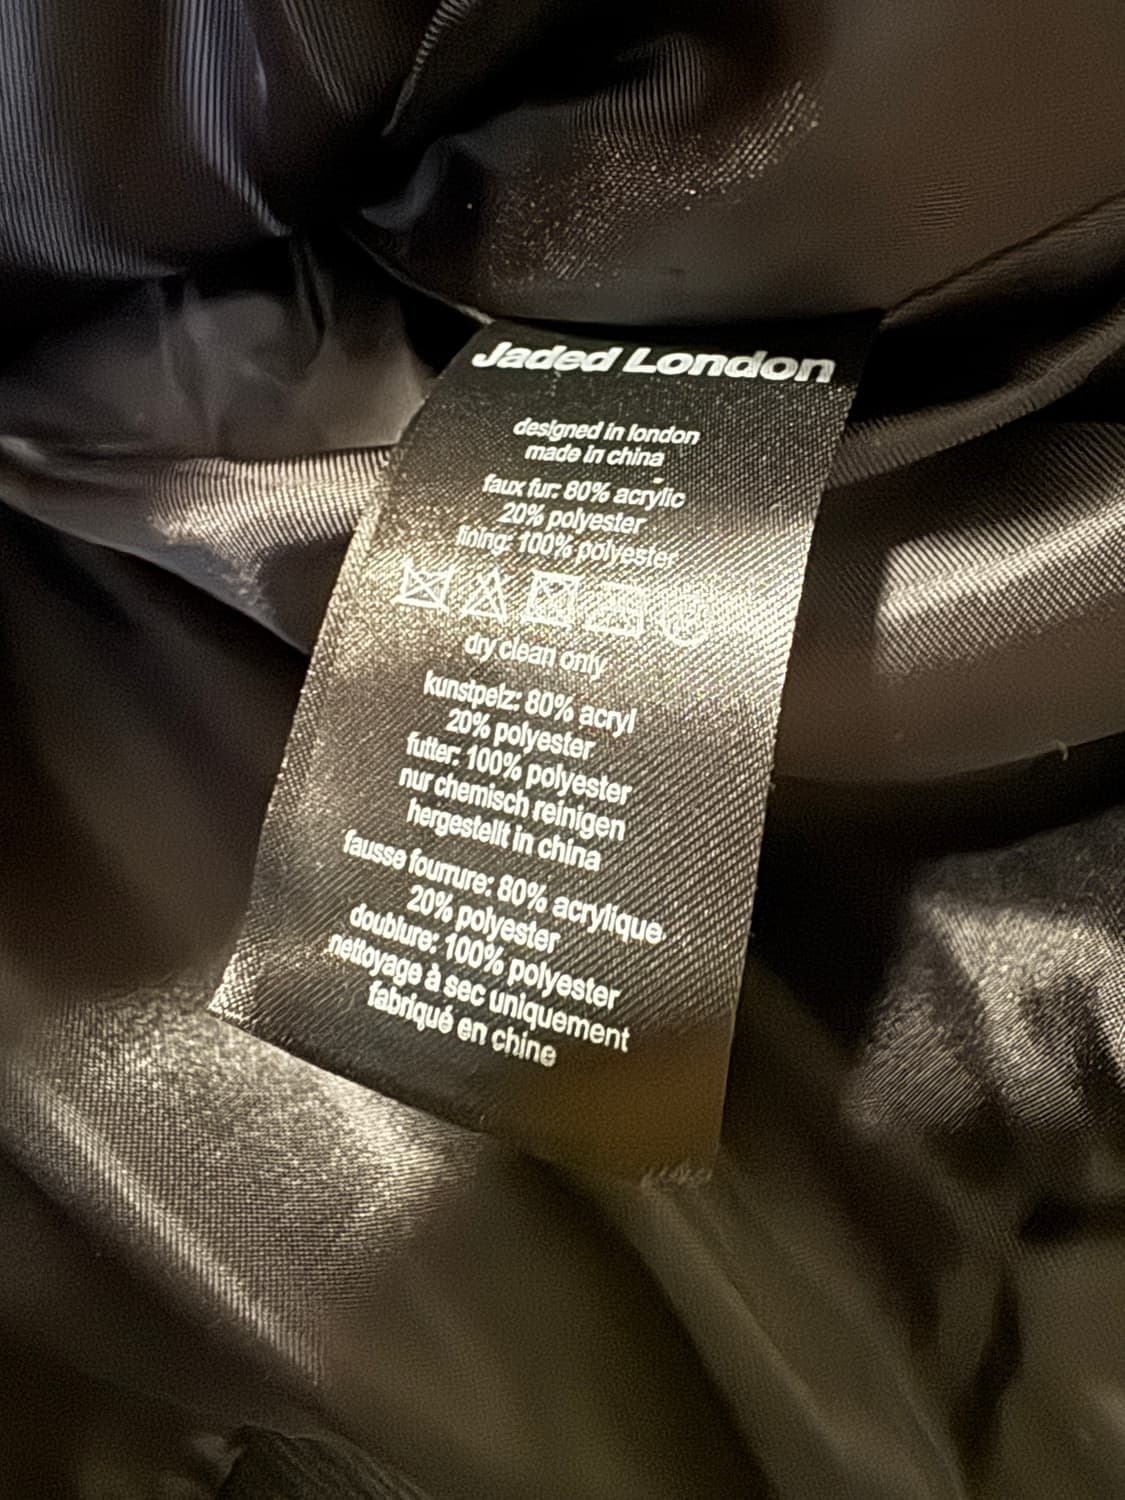 Jaded London
designed in london
made in china
faux fur: 80% acrylic
20% polyester
lining: 100% polyester
dry clean only
kunstpelz: 80% acryl
20% polyester
futter: 100% polyester
nur chemisch reinigen
hergestellt in china
fausse fourrure: 80% acrylique
20% polyester
doublure: 100% polyester
nettoyage à sec uniquement
fabriqué en chine